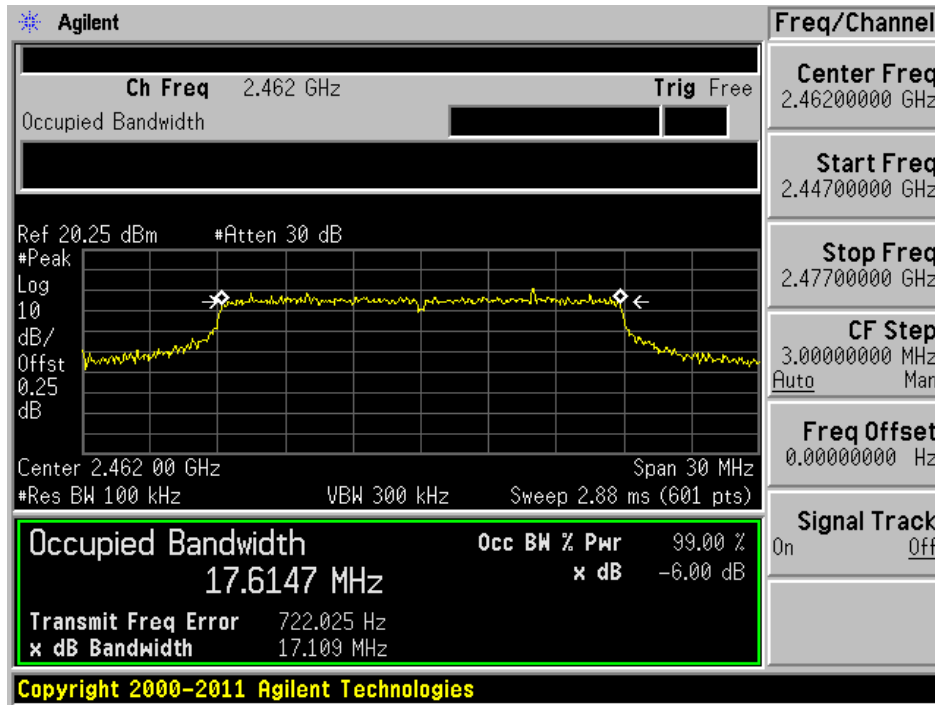 Agilent
Freq/Channel
Ch Freq 2.462 GHz Trig Free
Occupied Bandwidth
Center Freq
2.46200000 GHz
Start Freq
2.44700000 GHz
Stop Freq
2.47700000 GHz
CF Step
3.00000000 MHz
Auto Man
Freq Offset
0.00000000 Hz
Signal Track
On Off
Ref 20.25 dBm #Atten 30 dB
#Peak
Log
10
dB/
Offst
0.25
dB
Center 2.462 00 GHz Span 30 MHz
#Res BW 100 kHz VBW 300 kHz Sweep 2.88 ms (601 pts)
Occupied Bandwidth
17.6147 MHz
Occ BW % Pwr 99.00 %
x dB -6.00 dB
Transmit Freq Error 722.025 Hz
x dB Bandwidth 17.109 MHz
Copyright 2000-2011 Agilent Technologies